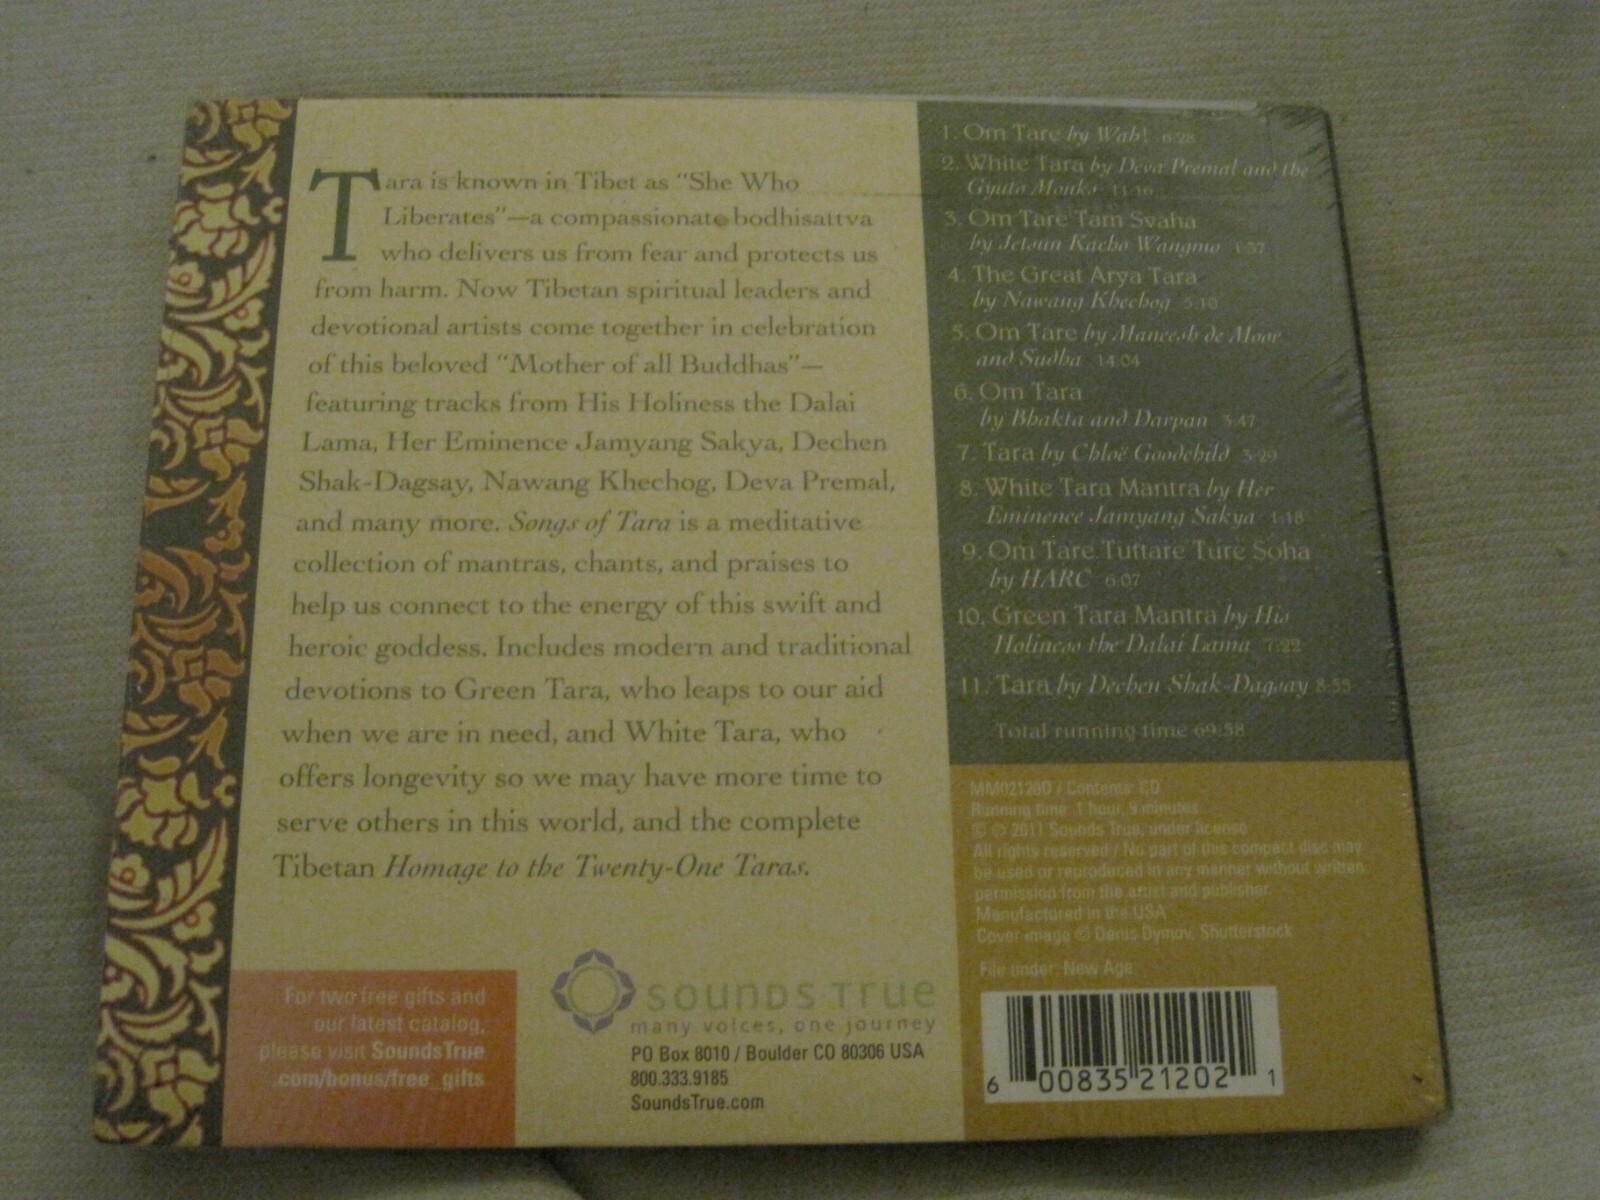 Tara is known in Tibet as “She Who
Liberates”—a compassionate bodhisattva
who delivers us from fear and protects us
from harm. Now Tibetan spiritual leaders and
devotional artists come together in celebration
of this beloved “Mother of all Buddhas”—
featuring tracks from His Holiness the Dalai
Lama, Her Eminence Jamyang Sakya, Dechen
Shak-Dagsay, Nawang Khechog, Deva Premal,
and many more. Songs of Tara is a meditative
collection of mantras, chants, and praises to
help us connect to the energy of this swift and
heroic goddess. Includes modern and traditional
devotions to Green Tara, who leaps to our aid
when we are in need, and White Tara, who
offers longevity so we may have more time to
serve others in this world, and the complete
Tibetan Homage to the Twenty-One Taras.
For two free gifts and
our latest catalog,
please visit SoundsTrue
.com/bonus/free_gifts
sounds true
many voices, one journey
PO Box 8010 / Boulder CO 80306 USA
800.333.9185
SoundsTrue.com
1. Om Tare by Wah! 6:28
2. White Tara by Deva Premal and the
Gyuto Monks 11:16
3. Om Tare Tam Svaha
by Jetsun Kacho Wangmo
4. The Great Arya Tara
by Nawang Khechog 5:10
5. Om Tare by Maneesh de Moor
and Sudha 14:04
6. Om Tara
by Bhakta and Darpan 3:47
7. Tara by Chloë Goodchild 3:29
8. White Tara Mantra by Her
Eminence Jamyang Sakya 1:18
9. Om Tare Tuttare Ture Soha
by HARC 6:07
10. Green Tara Mantra by His
Holiness the Dalai Lama 7:22
11. Tara by Dechen Shak-Dagsay 8:55
Total running time 69:58
MM02120D / Contents: CD
Running time: 1 hour, 9 minutes
© ℗ 2011 Sounds True, under license
All rights reserved / No part of this compact disc may
be used or reproduced in any manner without written
permission from the artist and publisher.
Manufactured in the USA
Cover image © Denis Dymov, Shutterstock
File under: New Age
6 00835 21202 1